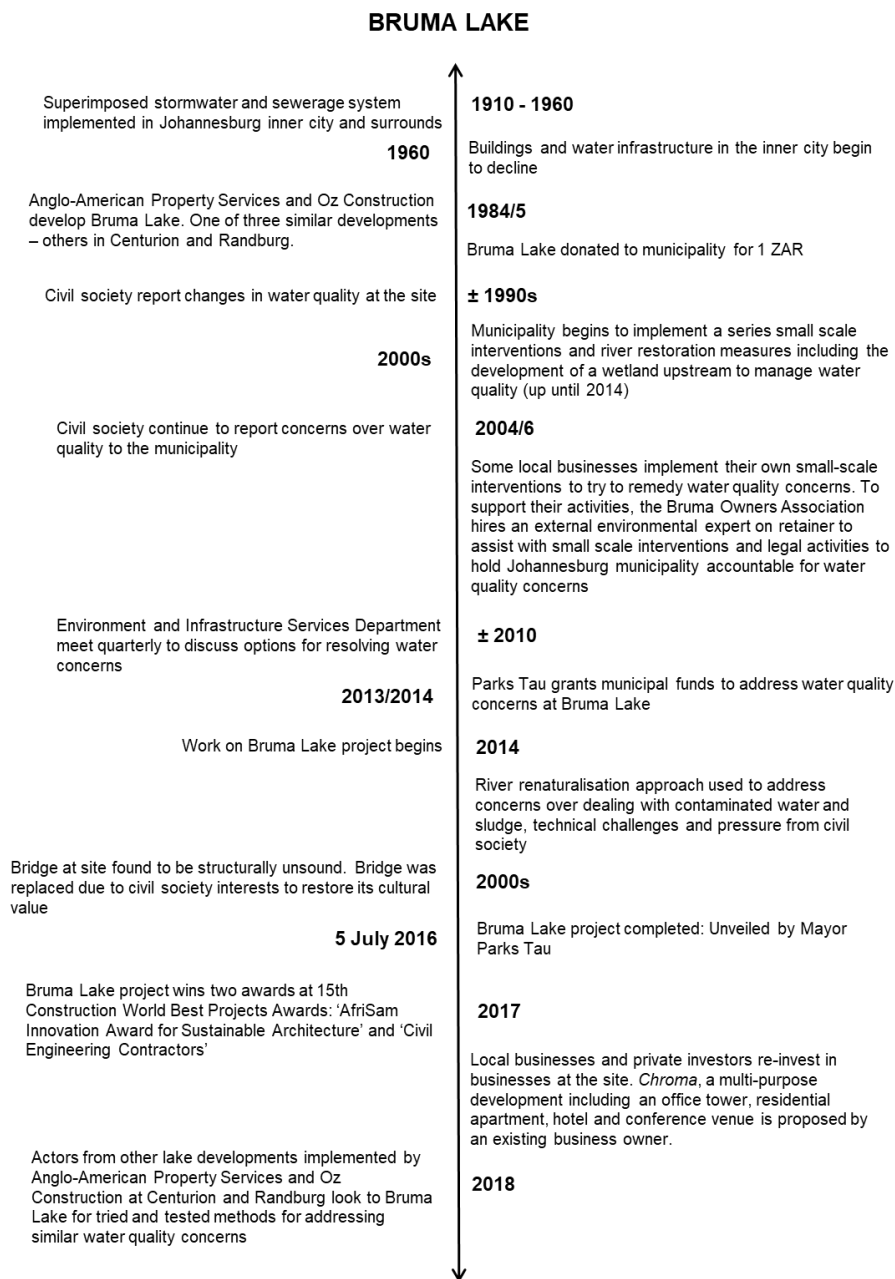 BRUMA LAKE
Superimposed stormwater and sewerage system
implemented in Johannesburg inner city and surrounds
1910 - 1960
1960
Buildings and water infrastructure in the inner city begin
to decline
Anglo-American Property Services and Oz Construction
develop Bruma Lake. One of three similar developments
– others in Centurion and Randburg.
1984/5
Bruma Lake donated to municipality for 1 ZAR
Civil society report changes in water quality at the site
± 1990s
2000s
Municipality begins to implement a series small scale
interventions and river restoration measures including the
development of a wetland upstream to manage water
quality (up until 2014)
Civil society continue to report concerns over water
quality to the municipality
2004/6
Some local businesses implement their own small-scale
interventions to try to remedy water quality concerns. To
support their activities, the Bruma Owners Association
hires an external environmental expert on retainer to
assist with small scale interventions and legal activities to
hold Johannesburg municipality accountable for water
quality concerns
Environment and Infrastructure Services Department
meet quarterly to discuss options for resolving water
concerns
± 2010
2013/2014
Parks Tau grants municipal funds to address water quality
concerns at Bruma Lake
Work on Bruma Lake project begins
2014
River renaturalisation approach used to address
concerns over dealing with contaminated water and
sludge, technical challenges and pressure from civil
society
Bridge at site found to be structurally unsound. Bridge was
replaced due to civil society interests to restore its cultural
value
2000s
5 July 2016
Bruma Lake project completed: Unveiled by Mayor
Parks Tau
Bruma Lake project wins two awards at 15th
Construction World Best Projects Awards: ‘AfriSam
Innovation Award for Sustainable Architecture’ and ‘Civil
Engineering Contractors’
2017
Local businesses and private investors re-invest in
businesses at the site. Chroma, a multi-purpose
development including an office tower, residential
apartment, hotel and conference venue is proposed by
an existing business owner.
Actors from other lake developments implemented by
Anglo-American Property Services and Oz
Construction at Centurion and Randburg look to Bruma
Lake for tried and tested methods for addressing
similar water quality concerns
2018